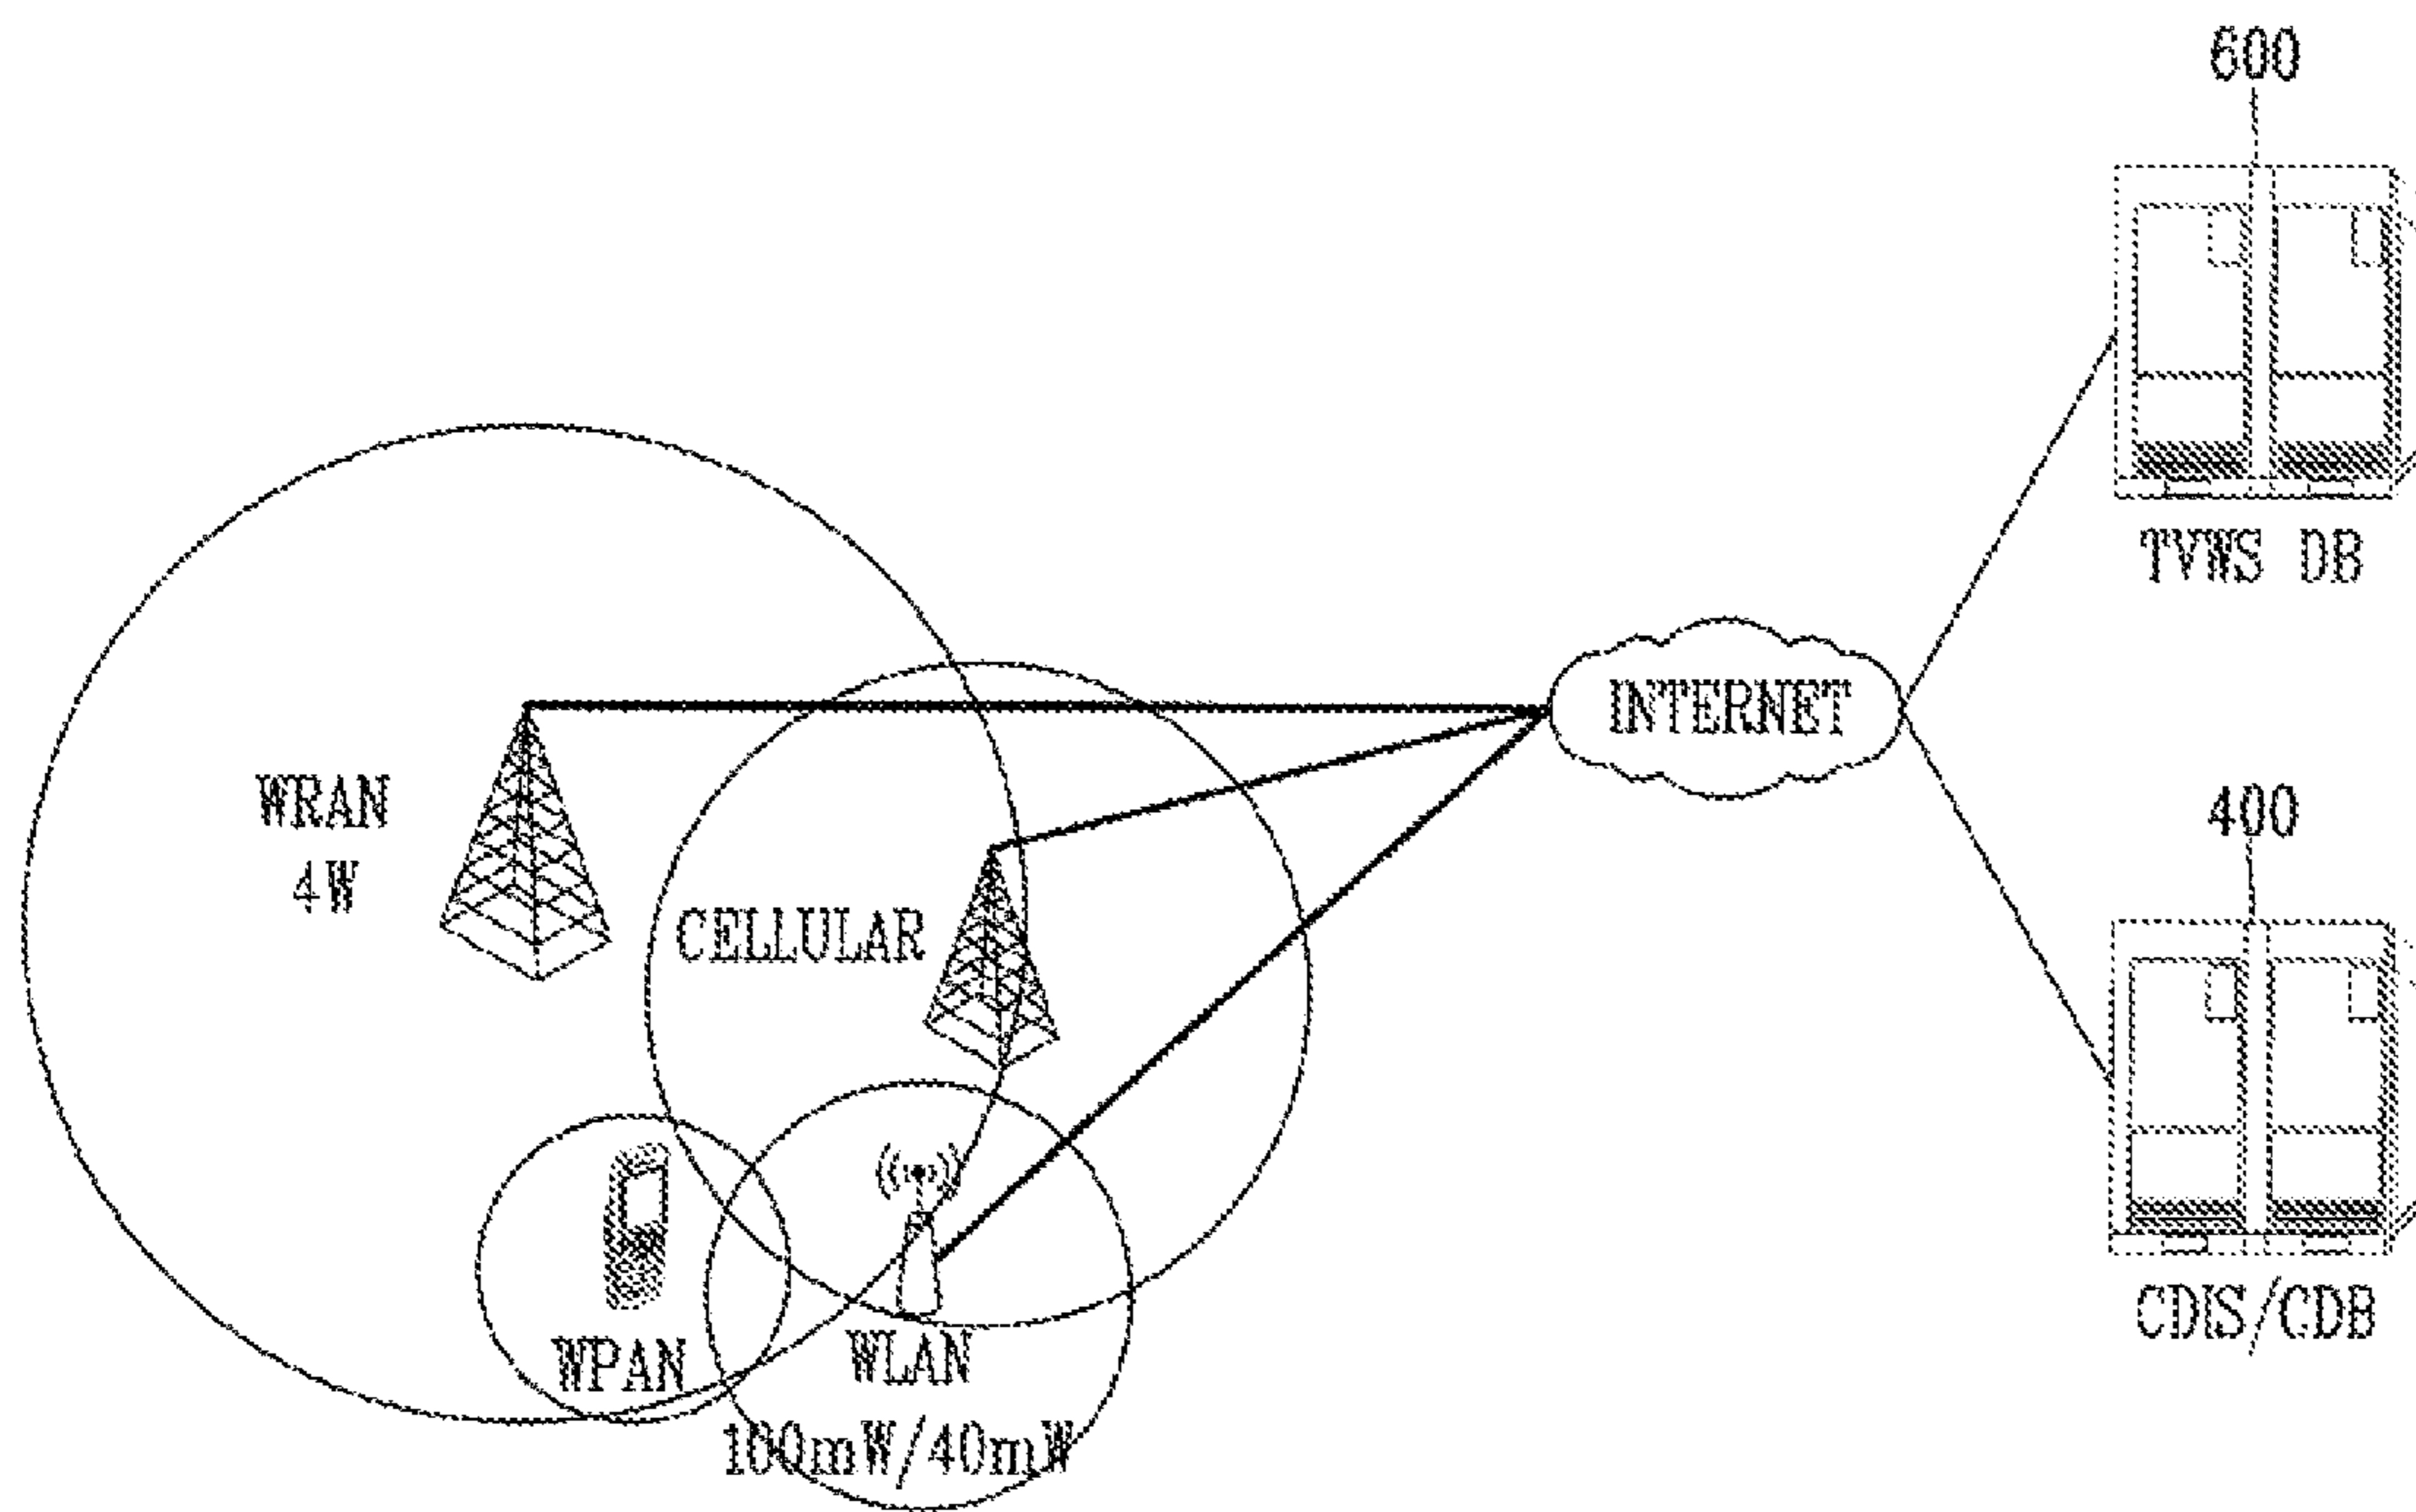 600
TVWS DB
INTERNET
WRAN
4W
400
CELLULAR
CDIS/CDB
WPAN
WLAN
100mW/40mW